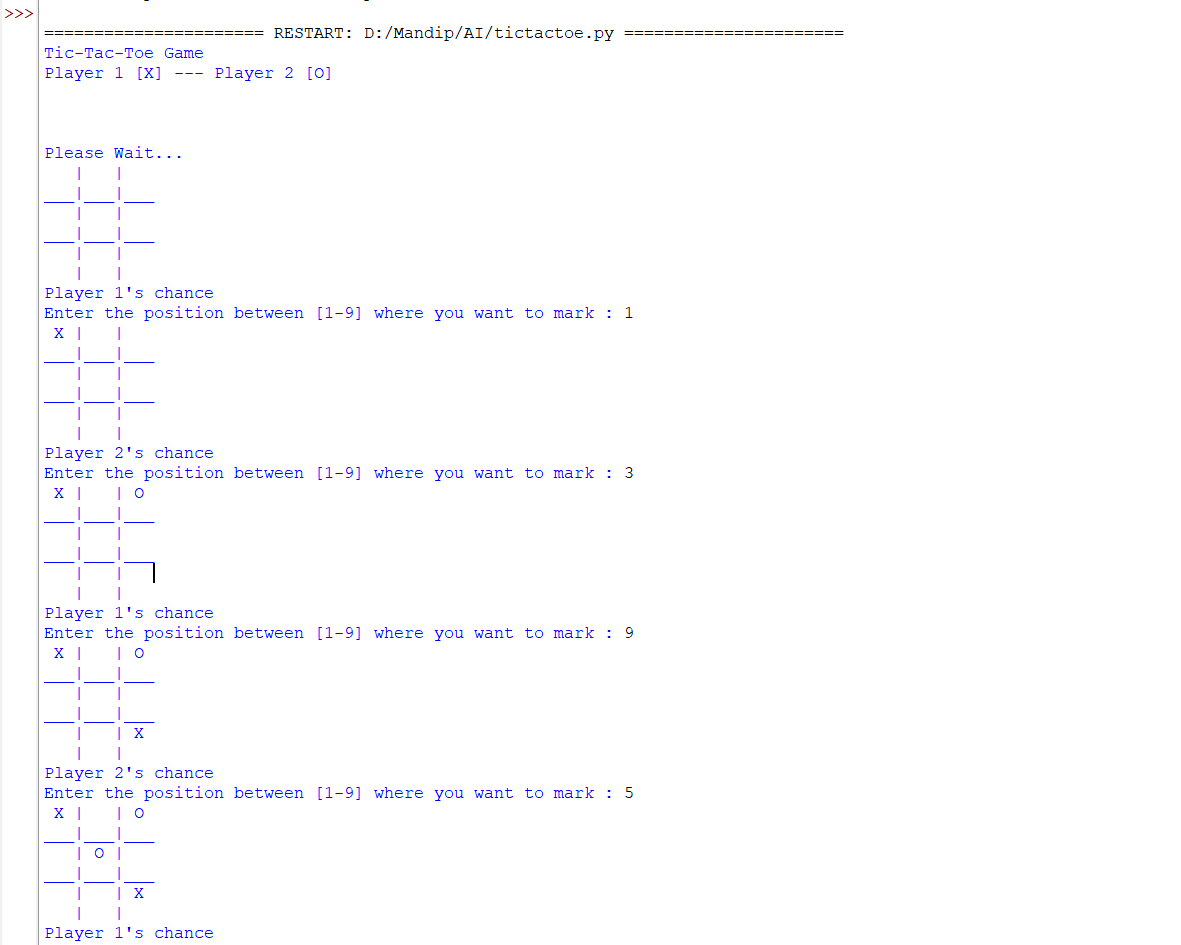 >>>
====================== RESTART: D:/Mandip/AI/tictactoe.py ======================
Tic-Tac-Toe Game
Player 1 [X] --- Player 2 [O]
Please Wait...
   |   |
___|___|___
   |   |
___|___|___
   |   |
   |   |
Player 1's chance
Enter the position between [1-9] where you want to mark : 1
 X |   |
___|___|___
   |   |
___|___|___
   |   |
   |   |
Player 2's chance
Enter the position between [1-9] where you want to mark : 3
 X |   | O
___|___|___
   |   |
___|___|___
   |   |
   |   |
Player 1's chance
Enter the position between [1-9] where you want to mark : 9
 X |   | O
___|___|___
   |   |
___|___|___
   |   | X
   |   |
Player 2's chance
Enter the position between [1-9] where you want to mark : 5
 X |   | O
___|___|___
   | O |
___|___|___
   |   | X
   |   |
Player 1's chance